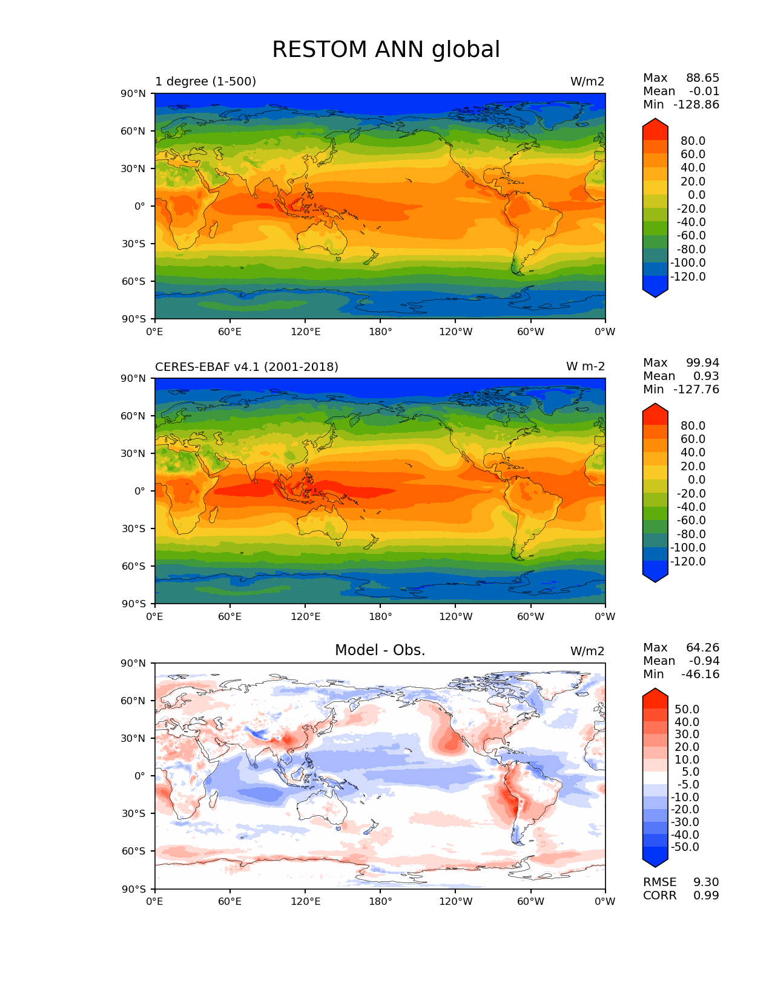 RESTOM ANN global
1 degree (1-500) W/m2
Max 88.65
Mean -0.01
Min -128.86
90°N
60°N
30°N
0°
30°S
60°S
90°S
0°E 60°E 120°E 180° 120°W 60°W 0°W
80.0
60.0
40.0
20.0
0.0
-20.0
-40.0
-60.0
-80.0
-100.0
-120.0
CERES-EBAF v4.1 (2001-2018) W m-2
Max 99.94
Mean 0.93
Min -127.76
90°N
60°N
30°N
0°
30°S
60°S
90°S
0°E 60°E 120°E 180° 120°W 60°W 0°W
80.0
60.0
40.0
20.0
0.0
-20.0
-40.0
-60.0
-80.0
-100.0
-120.0
Model - Obs. W/m2
Max 64.26
Mean -0.94
Min -46.16
90°N
60°N
30°N
0°
30°S
60°S
90°S
0°E 60°E 120°E 180° 120°W 60°W 0°W
50.0
40.0
30.0
20.0
10.0
5.0
-5.0
-10.0
-20.0
-30.0
-40.0
-50.0
RMSE 9.30
CORR 0.99